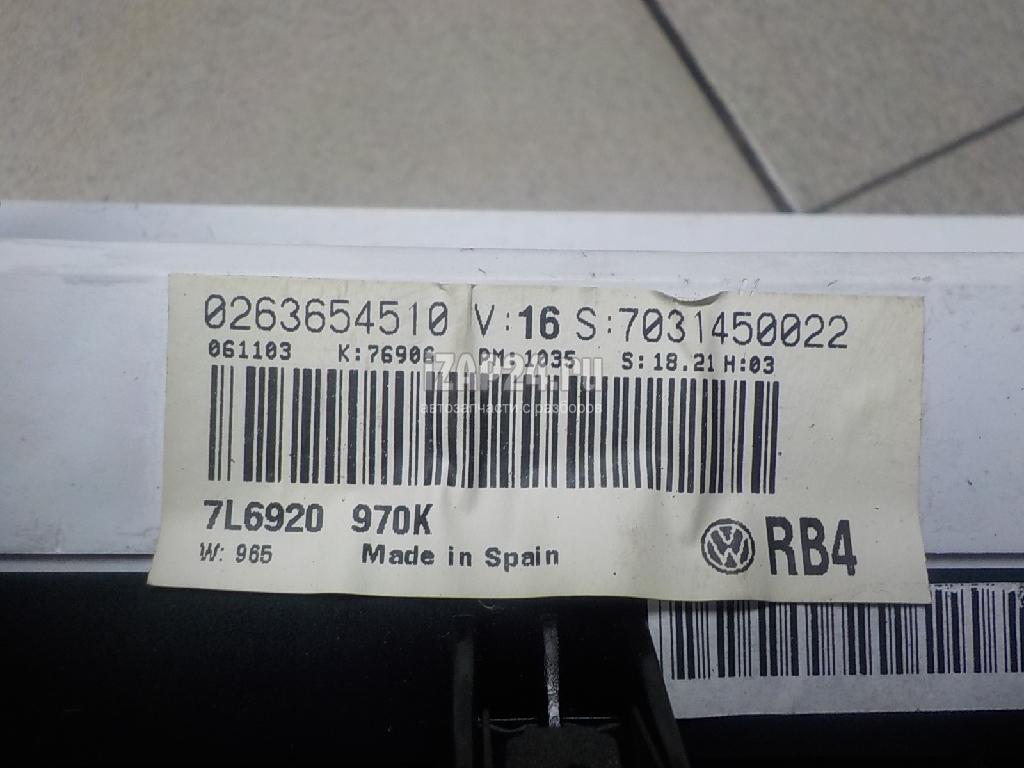 0263654510 V:16 S:7031450022
061103 K:76906 PM:1035 S:18.21 H:03
IZAP24.ru
автозапчасти с разборов
7L6920 970K
W: 965 Made in Spain RB4